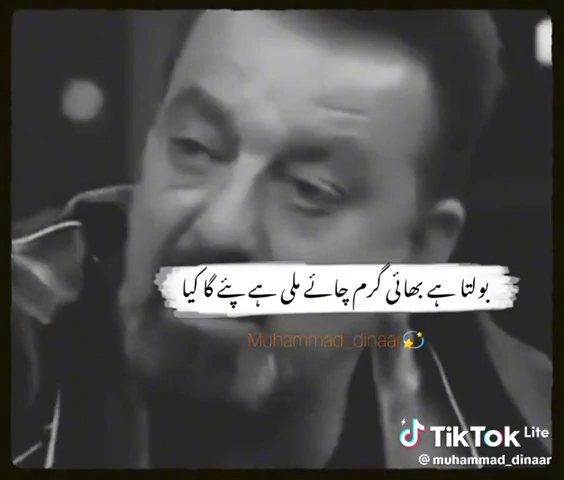 بولتا ہے بھائی گرم چائے ملی ہے پئے گا کیا
Muhammad_dinaar
TikTok Lite
@muhammad_dinaar